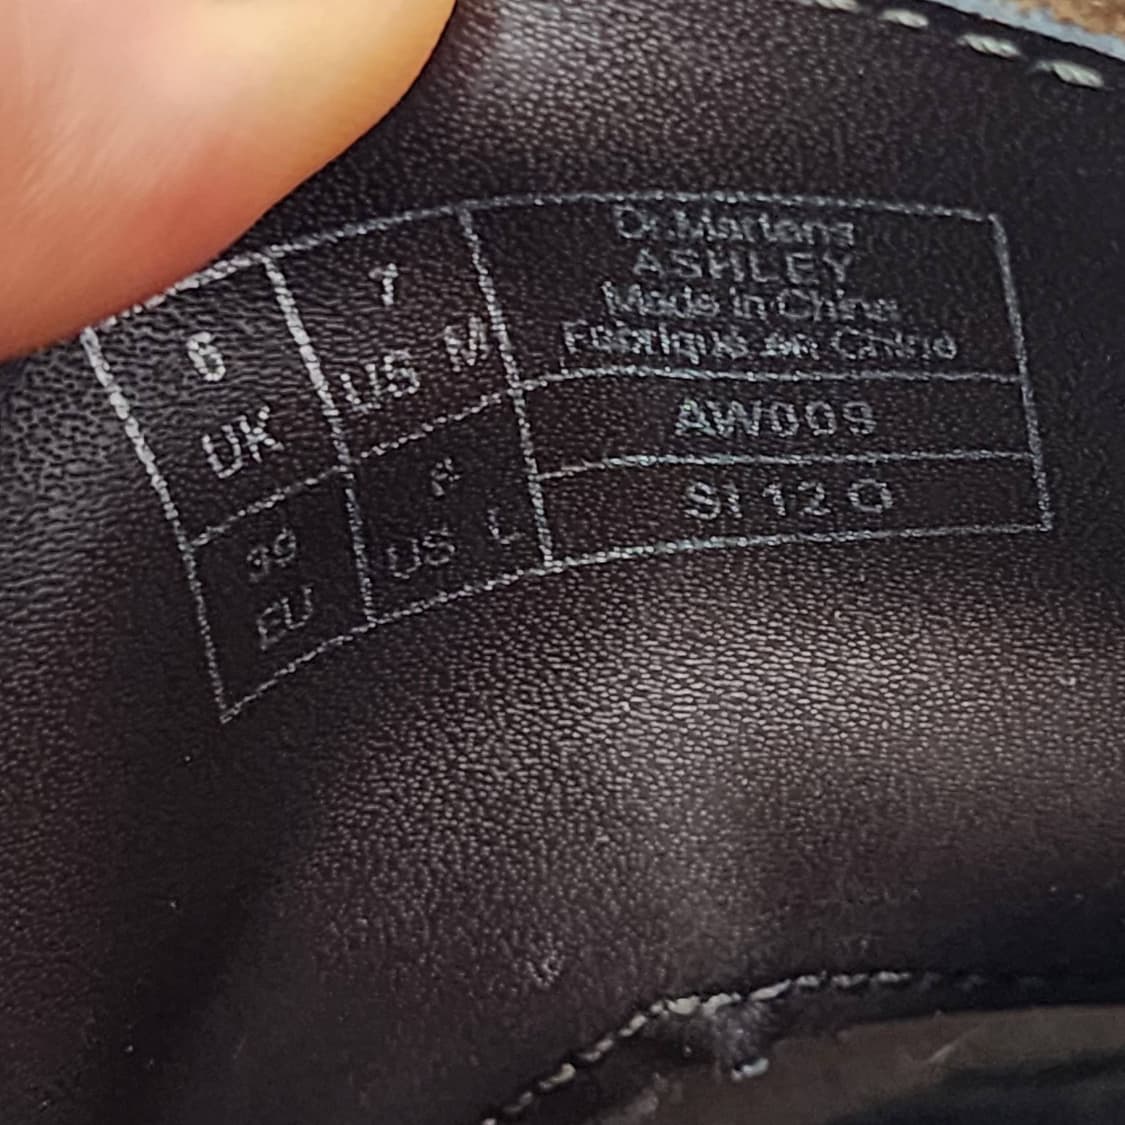 6
UK
7
US M
39
EU
8
US L
Dr.Martens
ASHLEY
Made in China
Fabriqué en Chine
AW009
SI 12 O